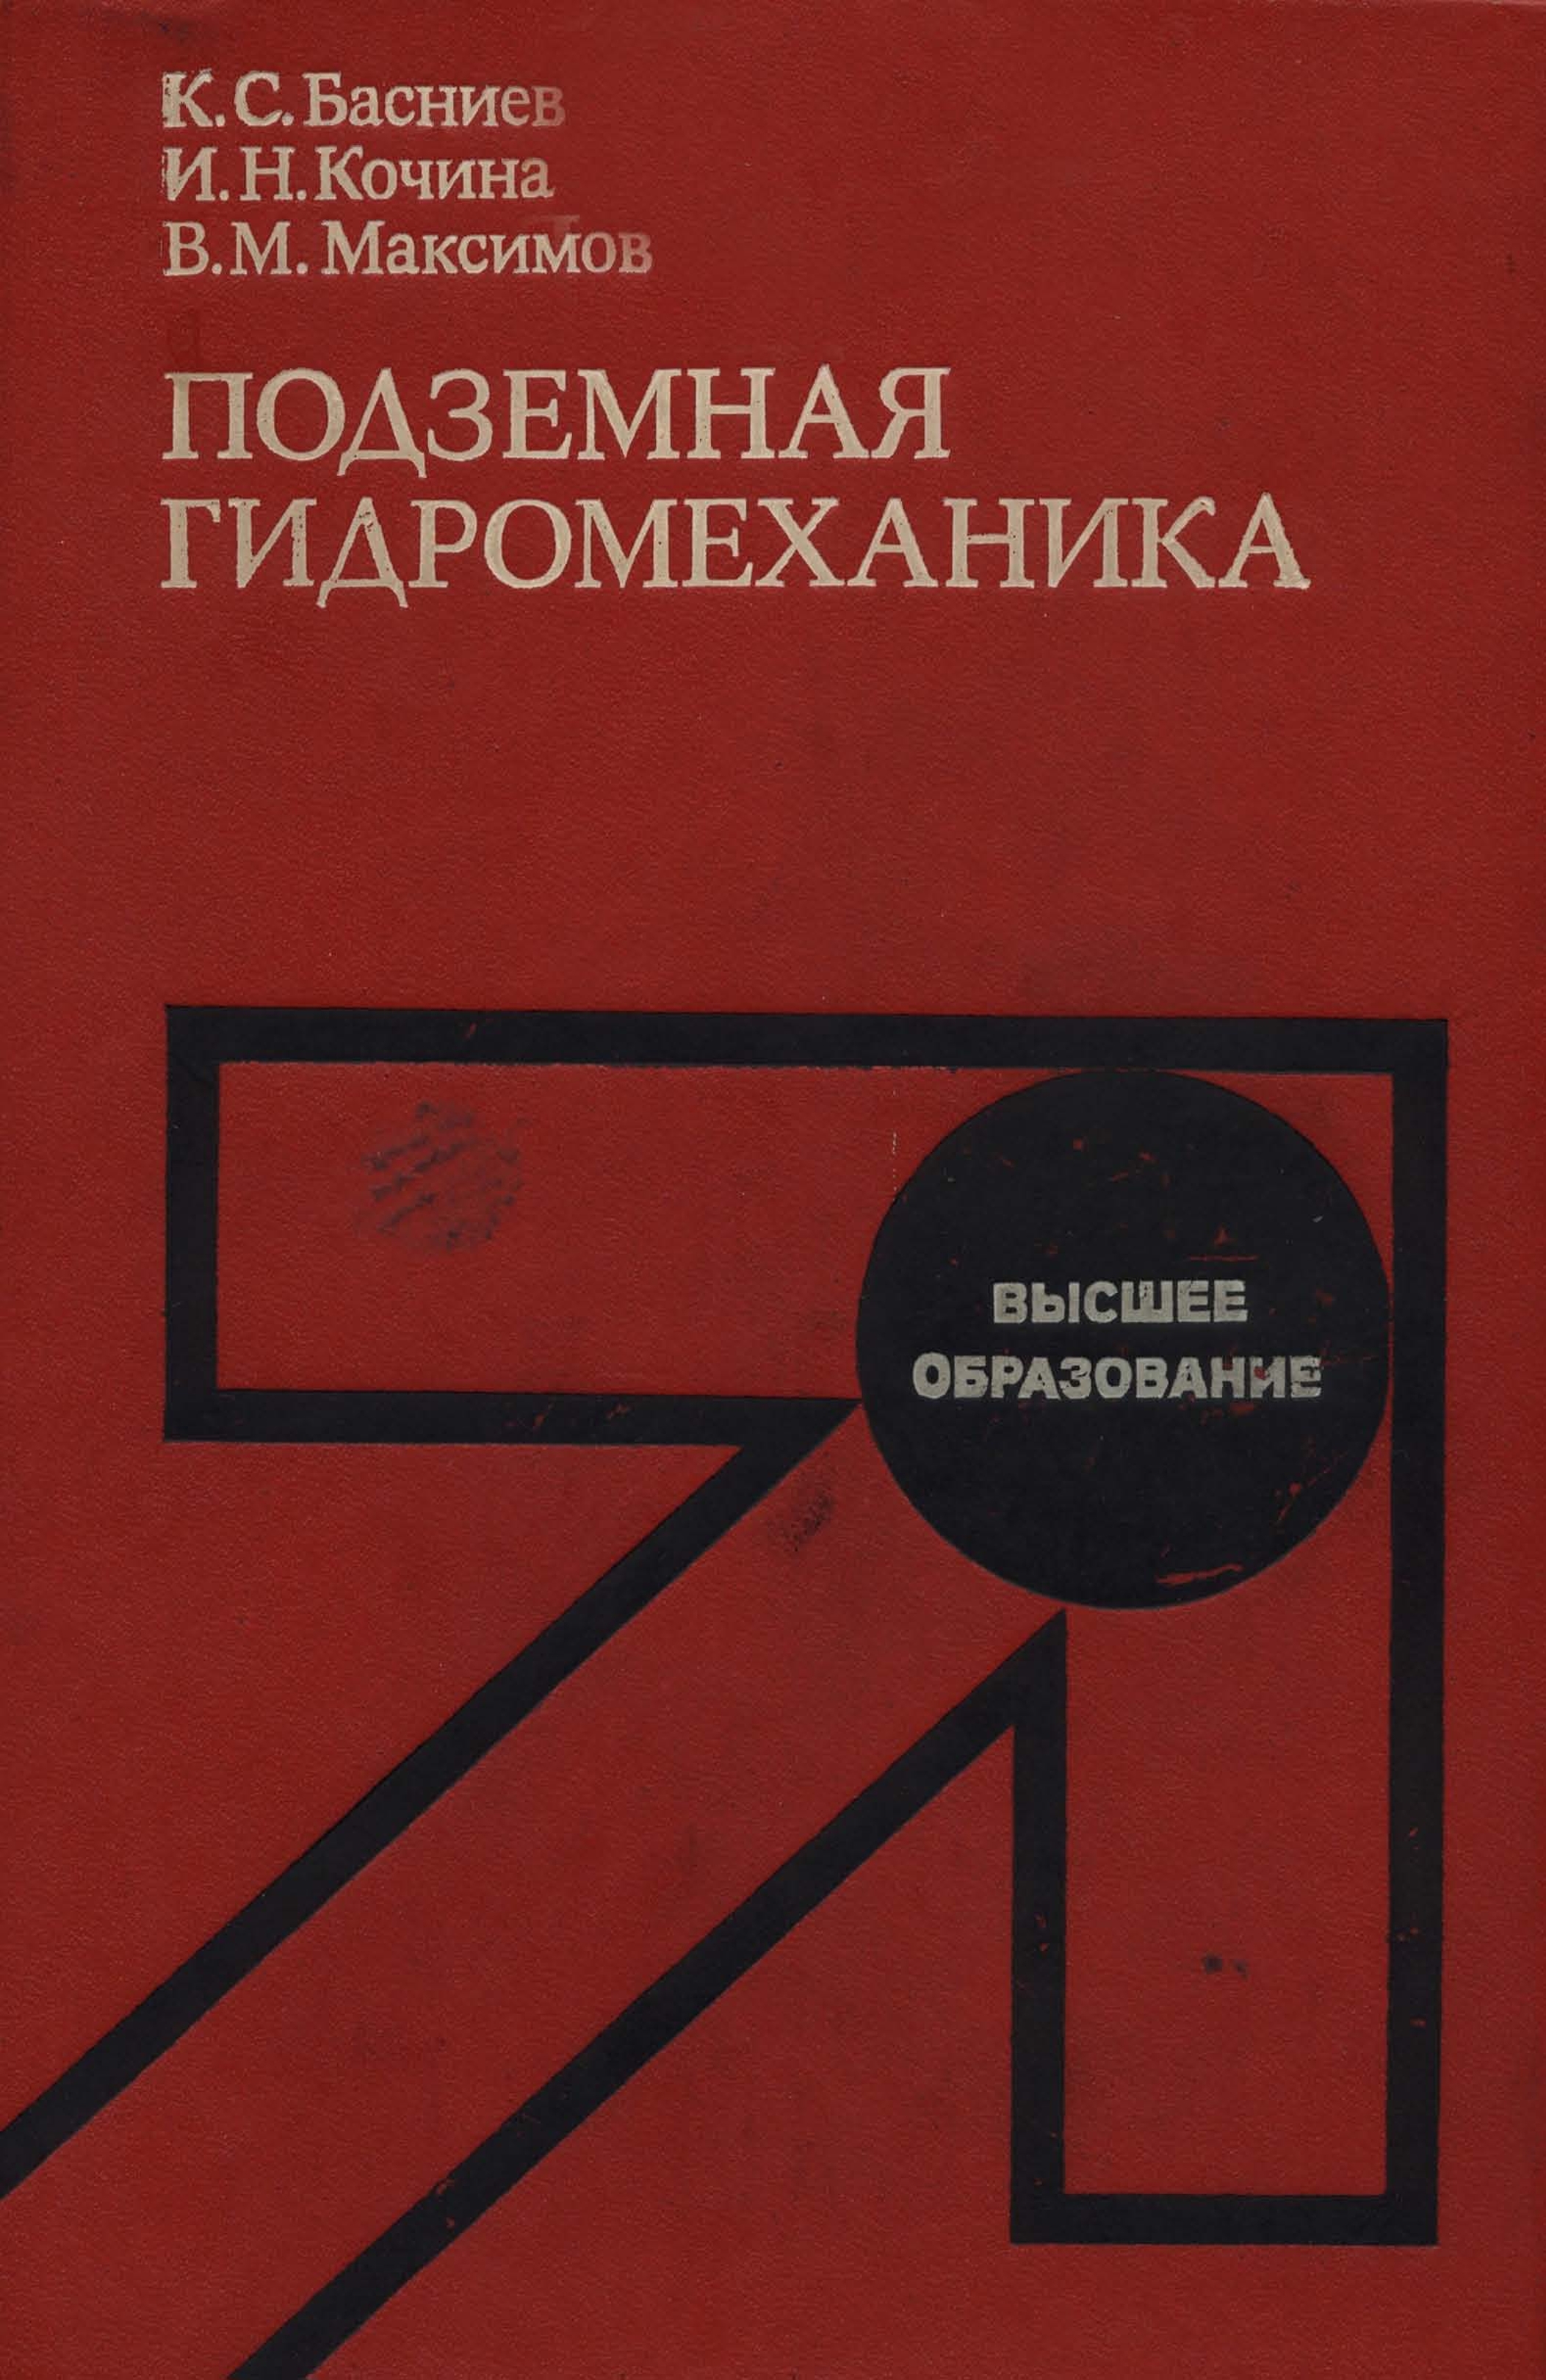 К. С. Басниев
И. Н. Кочина
В. М. Максимов
ПОДЗЕМНАЯ
ГИДРОМЕХАНИКА
ВЫСШЕЕ
ОБРАЗОВАНИЕ